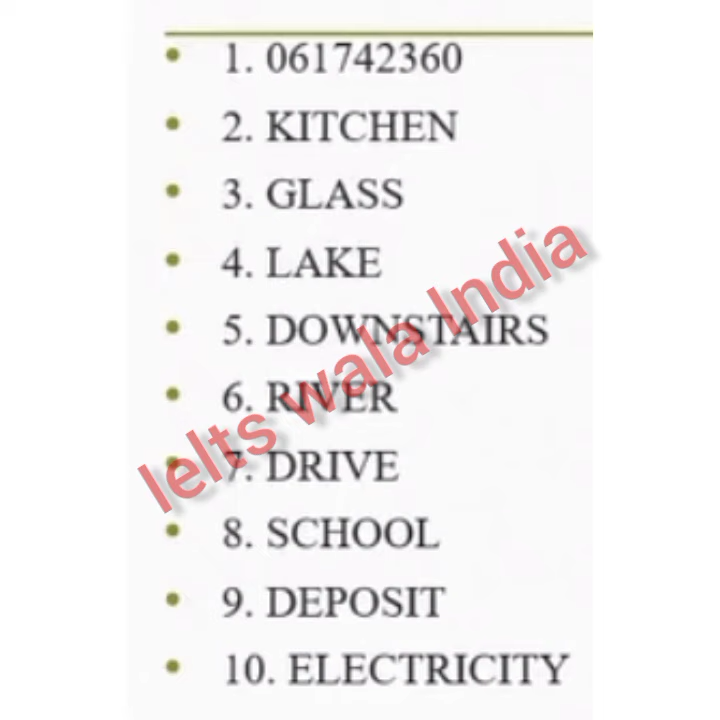 1. 061742360
2. KITCHEN
3. GLASS
4. LAKE
5. DOWNSTAIRS
6. RIVER
7. DRIVE
8. SCHOOL
9. DEPOSIT
10. ELECTRICITY
Ielts wala India